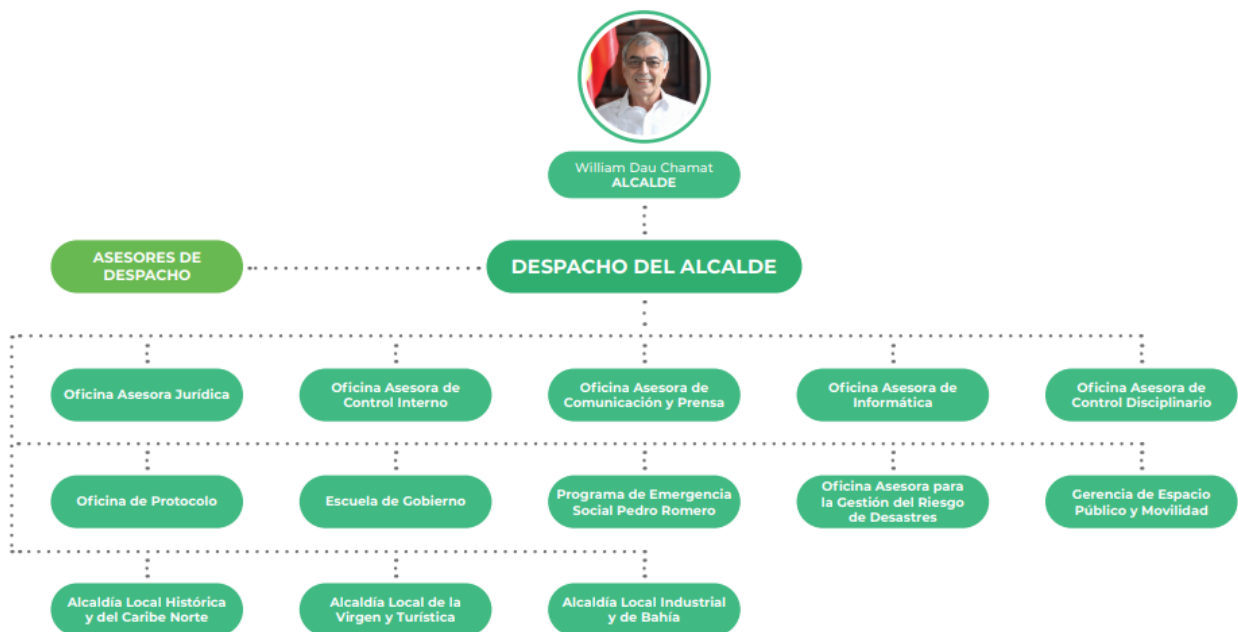 William Dau Chamat
ALCALDE
ASESORES DE
DESPACHO
DESPACHO DEL ALCALDE
Oficina Asesora Jurídica
Oficina Asesora de
Control Interno
Oficina Asesora de
Comunicación y Prensa
Oficina Asesora de
Informática
Oficina Asesora de
Control Disciplinario
Oficina de Protocolo
Escuela de Gobierno
Programa de Emergencia
Social Pedro Romero
Oficina Asesora para
la Gestión del Riesgo
de Desastres
Gerencia de Espacio
Público y Movilidad
Alcaldía Local Histórica
y del Caribe Norte
Alcaldía Local de la
Virgen y Turística
Alcaldía Local Industrial
y de Bahía